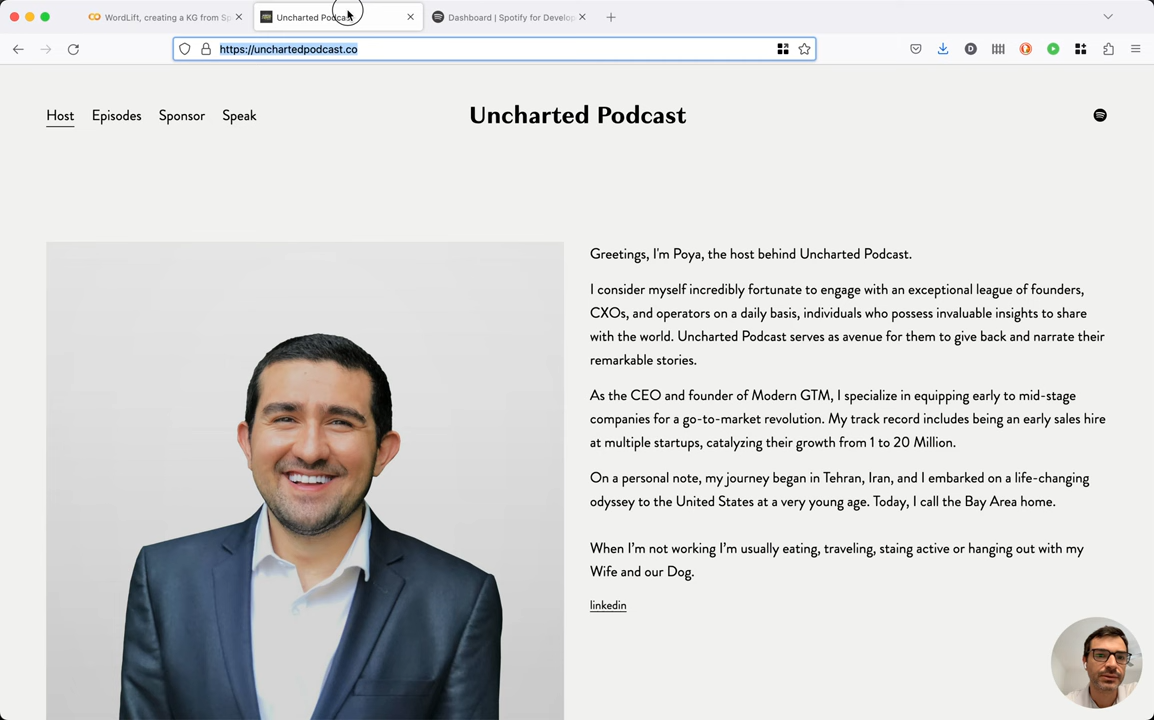 WordLift, creating a KG from Sp
Uncharted Podcast
Dashboard | Spotify for Develop
https://unchartedpodcast.co
Host
Episodes
Sponsor
Speak
Uncharted Podcast
Greetings, I'm Poya, the host behind Uncharted Podcast.
I consider myself incredibly fortunate to engage with an exceptional league of founders,
CXOs, and operators on a daily basis, individuals who possess invaluable insights to share
with the world. Uncharted Podcast serves as avenue for them to give back and narrate their
remarkable stories.
As the CEO and founder of Modern GTM, I specialize in equipping early to mid-stage
companies for a go-to-market revolution. My track record includes being an early sales hire
at multiple startups, catalyzing their growth from 1 to 20 Million.
On a personal note, my journey began in Tehran, Iran, and I embarked on a life-changing
odyssey to the United States at a very young age. Today, I call the Bay Area home.
When I'm not working I'm usually eating, traveling, staing active or hanging out with my
Wife and our Dog.
linkedin